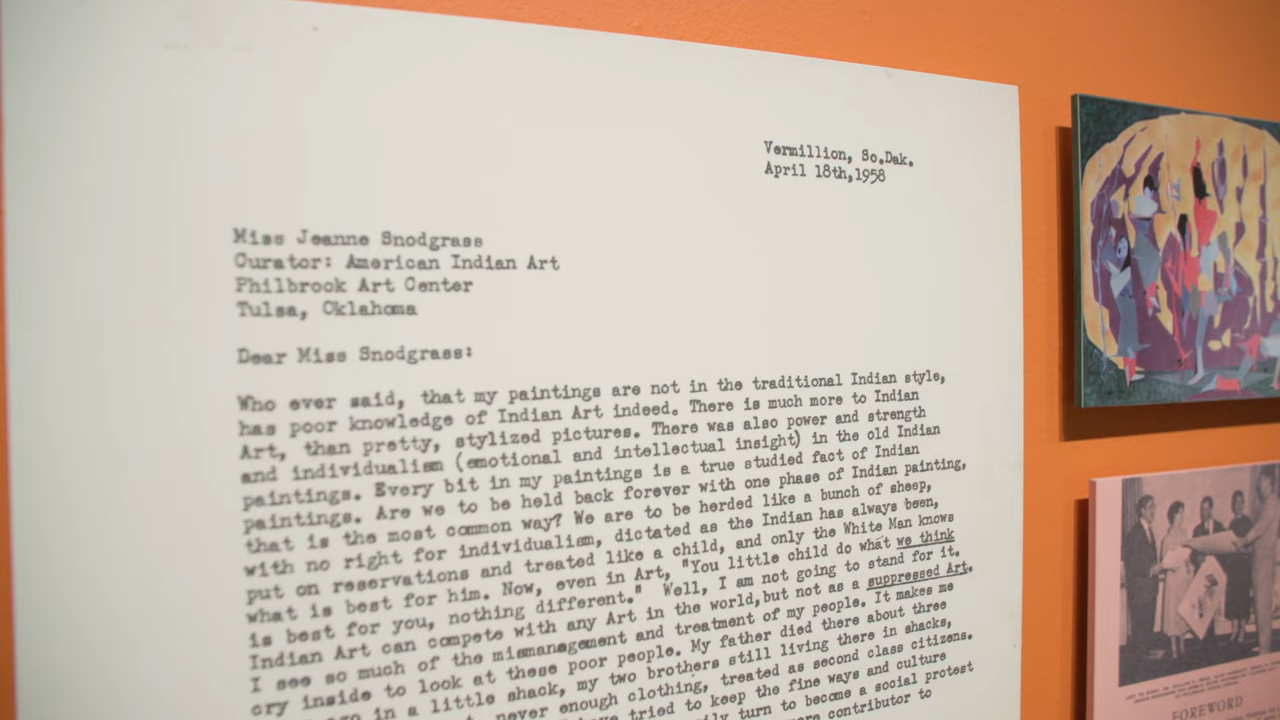 Vermillion, So.Dak.
April 18th,1958
Miss Jeanne Snodgrass
Curator: American Indian Art
Philbrook Art Center
Tulsa, Oklahoma
Dear Miss Snodgrass:
Who ever said, that my paintings are not in the traditional Indian style,
has poor knowledge of Indian Art indeed. There is much more to Indian
Art, than pretty, stylized pictures. There was also power and strength
and individualism (emotional and intellectual insight) in the old Indian
paintings. Every bit in my paintings is a true studied fact of Indian
paintings. Are we to be held back forever with one phase of Indian painting,
that is the most common way? We are to be herded like a bunch of sheep,
with no right for individualism, dictated as the Indian has always been,
put on reservations and treated like a child, and only the White Man knows
what is best for him. Now, even in Art, "You little child do what we think
is best for you, nothing different." Well, I am not going to stand for it.
Indian Art can compete with any Art in the world,but not as a suppressed Art.
I see so much of the mismanagement and treatment of my people. It makes me
cry inside to look at these poor people. My father died there about three
in a little shack, my two brothers still living there in shacks,
never enough clothing, treated as second class citizens.
tried to keep the fine ways and culture
turn to become a social protest
contributor to
FOREWORD